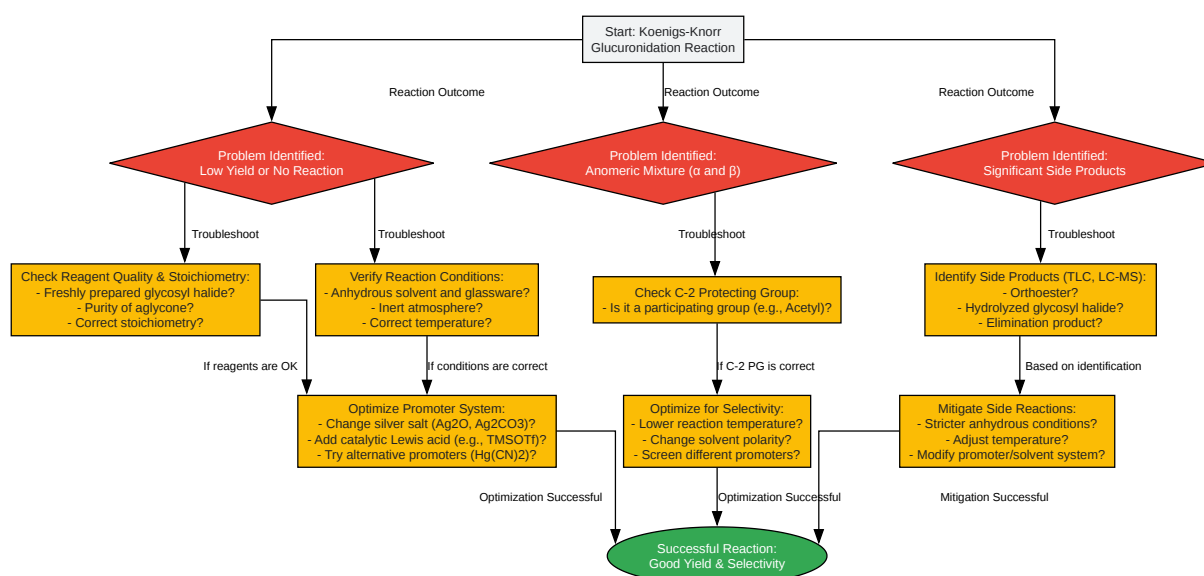 Start: Koenigs-Knorr
Glucuronidation Reaction
Reaction Outcome
Reaction Outcome
Reaction Outcome
Problem Identified:
Low Yield or No Reaction
Problem Identified:
Anomeric Mixture (α and β)
Problem Identified:
Significant Side Products
Troubleshoot
Troubleshoot
Troubleshoot
Troubleshoot
Check Reagent Quality & Stoichiometry:
- Freshly prepared glycosyl halide?
- Purity of aglycone?
- Correct stoichiometry?
Verify Reaction Conditions:
- Anhydrous solvent and glassware?
- Inert atmosphere?
- Correct temperature?
Check C-2 Protecting Group:
- Is it a participating group (e.g., Acetyl)?
Identify Side Products (TLC, LC-MS):
- Orthoester?
- Hydrolyzed glycosyl halide?
- Elimination product?
If reagents are OK
If conditions are correct
If C-2 PG is correct
Based on identification
Optimize Promoter System:
- Change silver salt (Ag2O, Ag2CO3)?
- Add catalytic Lewis acid (e.g., TMSOTf)?
- Try alternative promoters (Hg(CN)2)?
Optimize for Selectivity:
- Lower reaction temperature?
- Change solvent polarity?
- Screen different promoters?
Mitigate Side Reactions:
- Stricter anhydrous conditions?
- Adjust temperature?
- Modify promoter/solvent system?
Optimization Successful
Optimization Successful
Mitigation Successful
Successful Reaction:
Good Yield & Selectivity